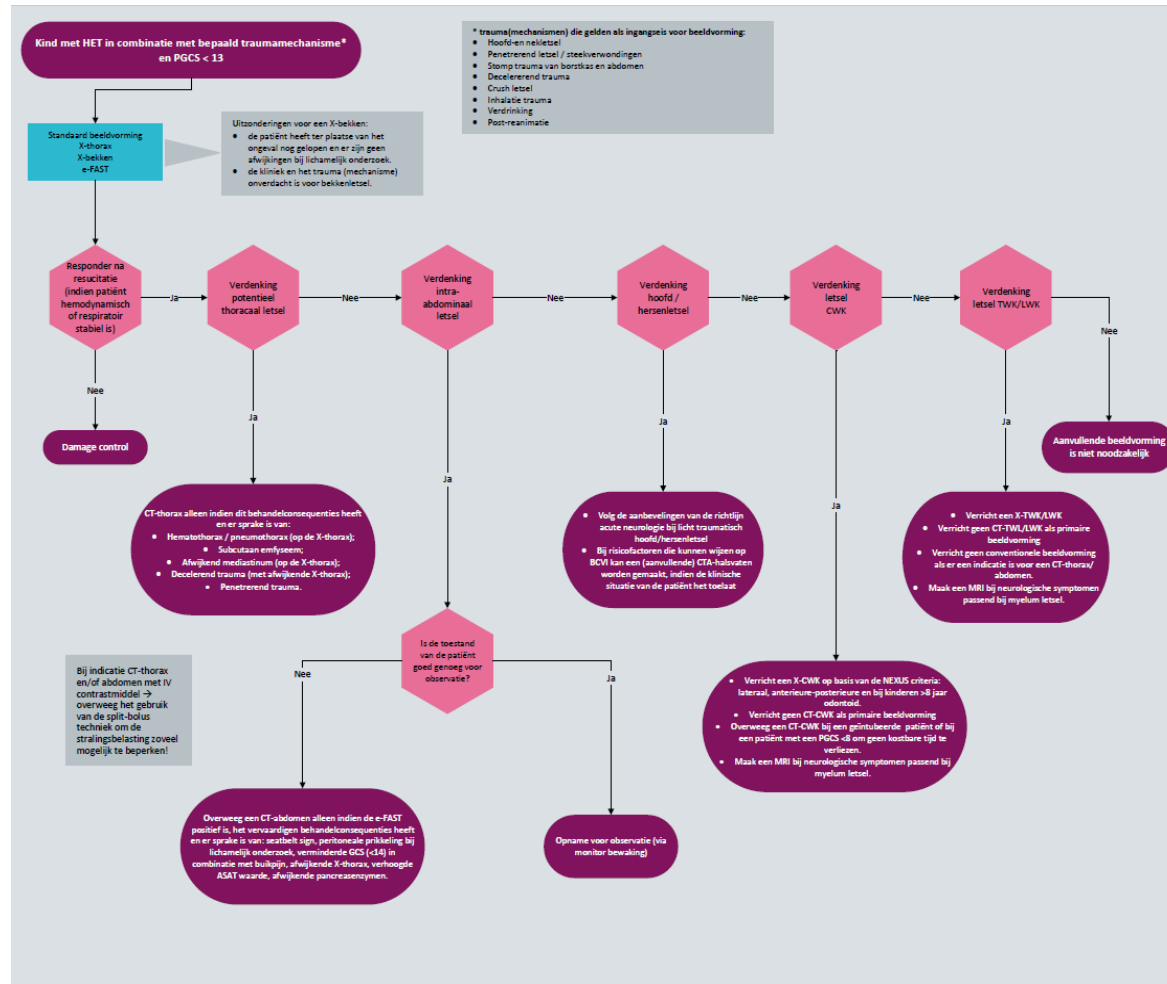 Kind met HET in combinatie met bepaald traumamechanisme*
en PGCS < 13
* trauma(mechanismen) die gelden als ingangseis voor beeldvorming:
● Hoofd-en nekletsel
● Penetrerend letsel / steekverwondingen
● Stomp trauma van borstkas en abdomen
● Decelererend trauma
● Crush letsel
● Inhalatie trauma
● Verdrinking
● Post-reanimatie
Standaard beeldvorming
X-thorax
X-bekken
e-FAST
Uitzonderingen voor een X-bekken:
● de patiënt heeft ter plaatse van het
ongeval nog gelopen en er zijn geen
afwijkingen bij lichamelijk onderzoek.
● de kliniek en het trauma (mechanisme)
onverdacht is voor bekkenletsel.
Responder na
resucitatie
(indien patiënt
hemodynamisch
of respiratoir
stabiel is)
Ja
Verdenking
potentieel
thoracaal letsel
Nee
Verdenking
intra-
abdominaal
letsel
Nee
Verdenking
hoofd /
hersenletsel
Nee
Verdenking
letsel
CWK
Nee
Verdenking
letsel TWK/LWK
Nee
Nee
Damage control
Ja
CT-thorax alleen indien dit behandelconsequenties heeft
en er sprake is van:
● Hematothorax / pneumothorax (op de X-thorax);
● Subcutaan emfyseem;
● Afwijkend mediastinum (op de X-thorax);
● Decelerend trauma (met afwijkende X-thorax);
● Penetrerend trauma.
Ja
Ja
● Volg de aanbevelingen van de richtlijn
acute neurologie bij licht traumatisch
hoofd/hersenletsel
● Bij risicofactoren die kunnen wijzen op
BCVI kan een (aanvullende) CTA-halsvaten
worden gemaakt, indien de klinische
situatie van de patiënt het toelaat
Ja
Ja
● Verricht een X-TWK/LWK
● Verricht geen CT-TWL/LWK als primaire
beeldvorming
● Verricht geen conventionele beeldvorming
als er een indicatie is voor een CT-thorax/
abdomen.
● Maak een MRI bij neurologische symptomen
passend bij myelum letsel.
Aanvullende beeldvorming
is niet noodzakelijk
Is de toestand
van de patiënt
goed genoeg voor
observatie?
Nee
Ja
Bij indicatie CT-thorax
en/of abdomen met IV
contrastmiddel →
overweeg het gebruik
van de split-bolus
techniek om de
stralingsbelasting zoveel
mogelijk te beperken!
● Verricht een X-CWK op basis van de NEXUS criteria:
lateraal, anterieure-posterieure en bij kinderen >8 jaar
odontoid.
● Verricht geen CT-CWK als primaire beeldvorming
● Overweeg een CT-CWK bij een geïntubeerde patiënt of bij
een patiënt met een PGCS <8 om geen kostbare tijd te
verliezen.
● Maak een MRI bij neurologische symptomen passend bij
myelum letsel.
Overweeg een CT-abdomen alleen indien de e-FAST
positief is, het vervaardigen behandelconsequenties heeft
en er sprake is van: seatbelt sign, peritoneale prikkeling bij
lichamelijk onderzoek, verminderde GCS (<14) in
combinatie met buikpijn, afwijkende X-thorax, verhoogde
ASAT waarde, afwijkende pancreasenzymen.
Opname voor observatie (via
monitor bewaking)